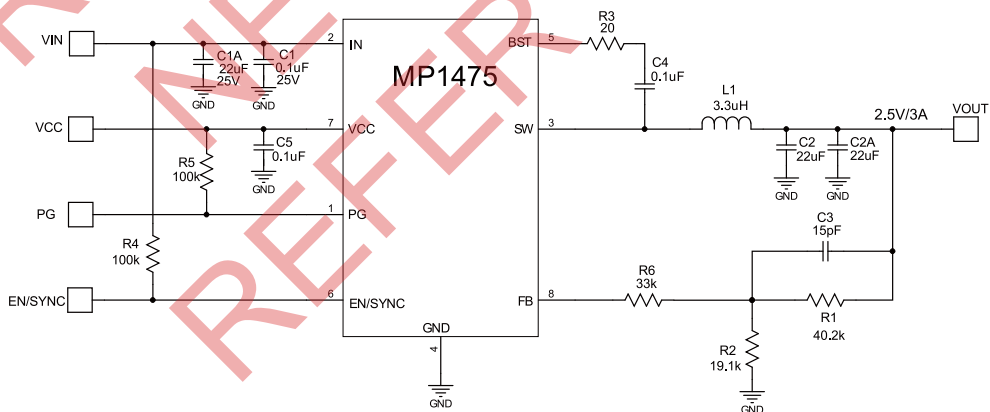 VIN
2
IN
C1A
22uF
25V
GND
C1
0.1uF
25V
GND
BST
5
R3
20
C4
0.1uF
MP1475
VCC
7
VCC
C5
0.1uF
GND
R5
100k
SW
3
L1
3.3uH
2.5V/3A
VOUT
C2
22uF
GND
C2A
22uF
GND
PG
1
PG
R4
100k
C3
15pF
EN/SYNC
6
EN/SYNC
FB
8
R6
33k
R1
40.2k
R2
19.1k
GND
GND
4
GND
REFER